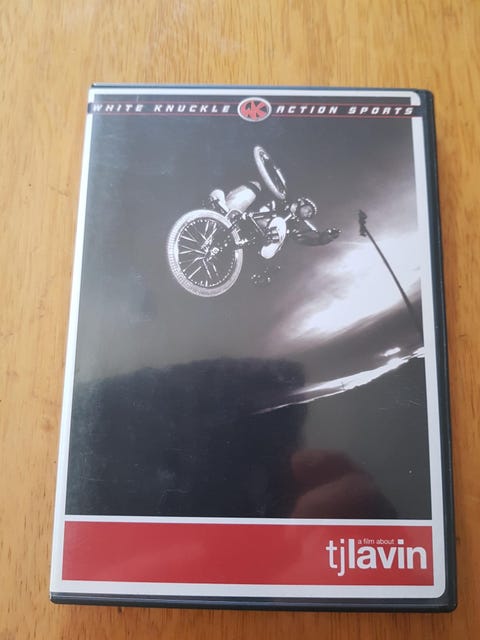 WHITE KNUCKLE WK ACTION SPORTS
a film about
tjlavin